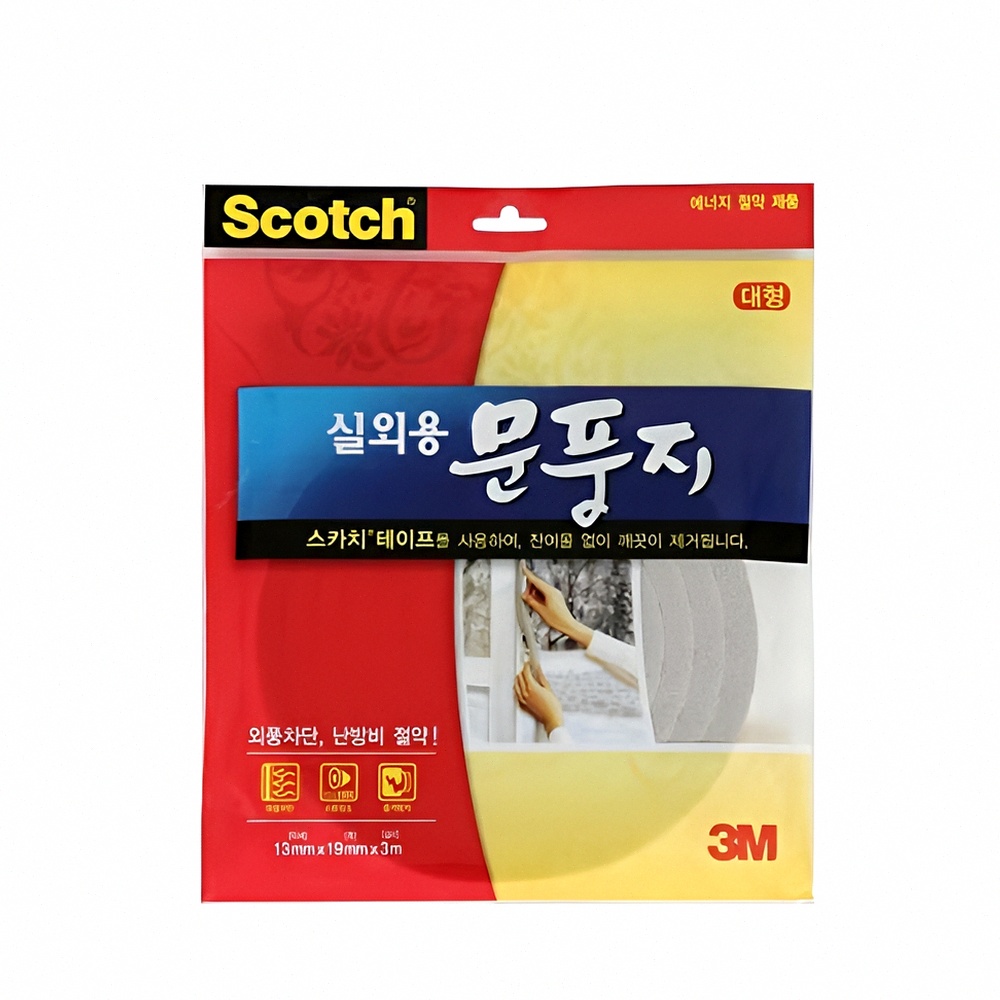 Scotch
에너지 절약 제품
대형
실외용 문풍지
스카치 테이프를 사용하여, 잔여물 없이 깨끗이 제거됩니다.
외풍차단, 난방비 절약!
13mm x 19mm x 3m
3M